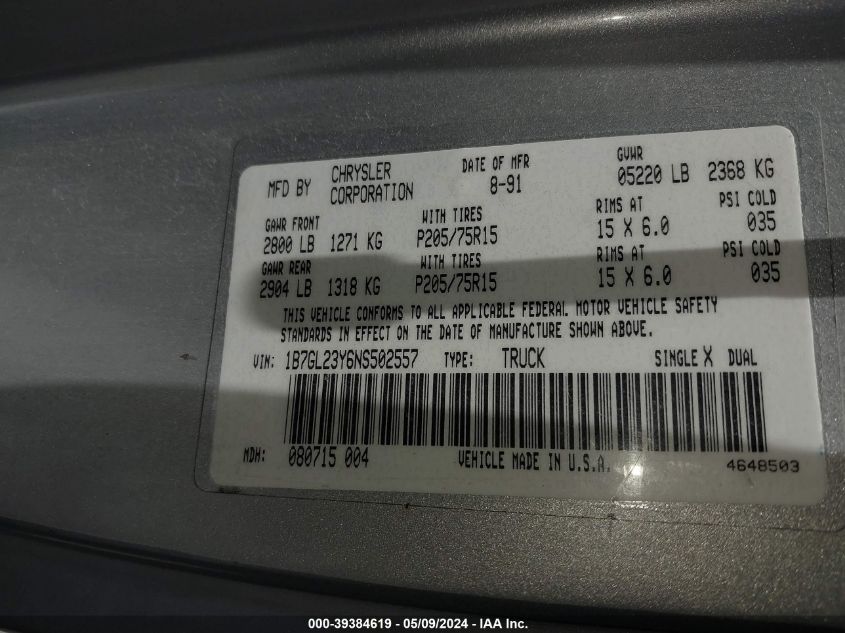 MFD BY CHRYSLER CORPORATION DATE OF MFR 8-91 GVWR 05220 LB 2368 KG
GAWR FRONT WITH TIRES RIMS AT PSI COLD
2800 LB 1271 KG P205/75R15 15 X 6.0 035
GAWR REAR WITH TIRES RIMS AT PSI COLD
2904 LB 1318 KG P205/75R15 15 X 6.0 035
THIS VEHICLE CONFORMS TO ALL APPLICABLE FEDERAL MOTOR VEHICLE SAFETY
STANDARDS IN EFFECT ON THE DATE OF MANUFACTURE SHOWN ABOVE.
VIN: 1B7GL23Y6NS502557 TYPE: TRUCK SINGLE X DUAL
MDH: 080715 004 VEHICLE MADE IN U.S.A. 4648503
000-39384619 - 05/09/2024 - IAA Inc.